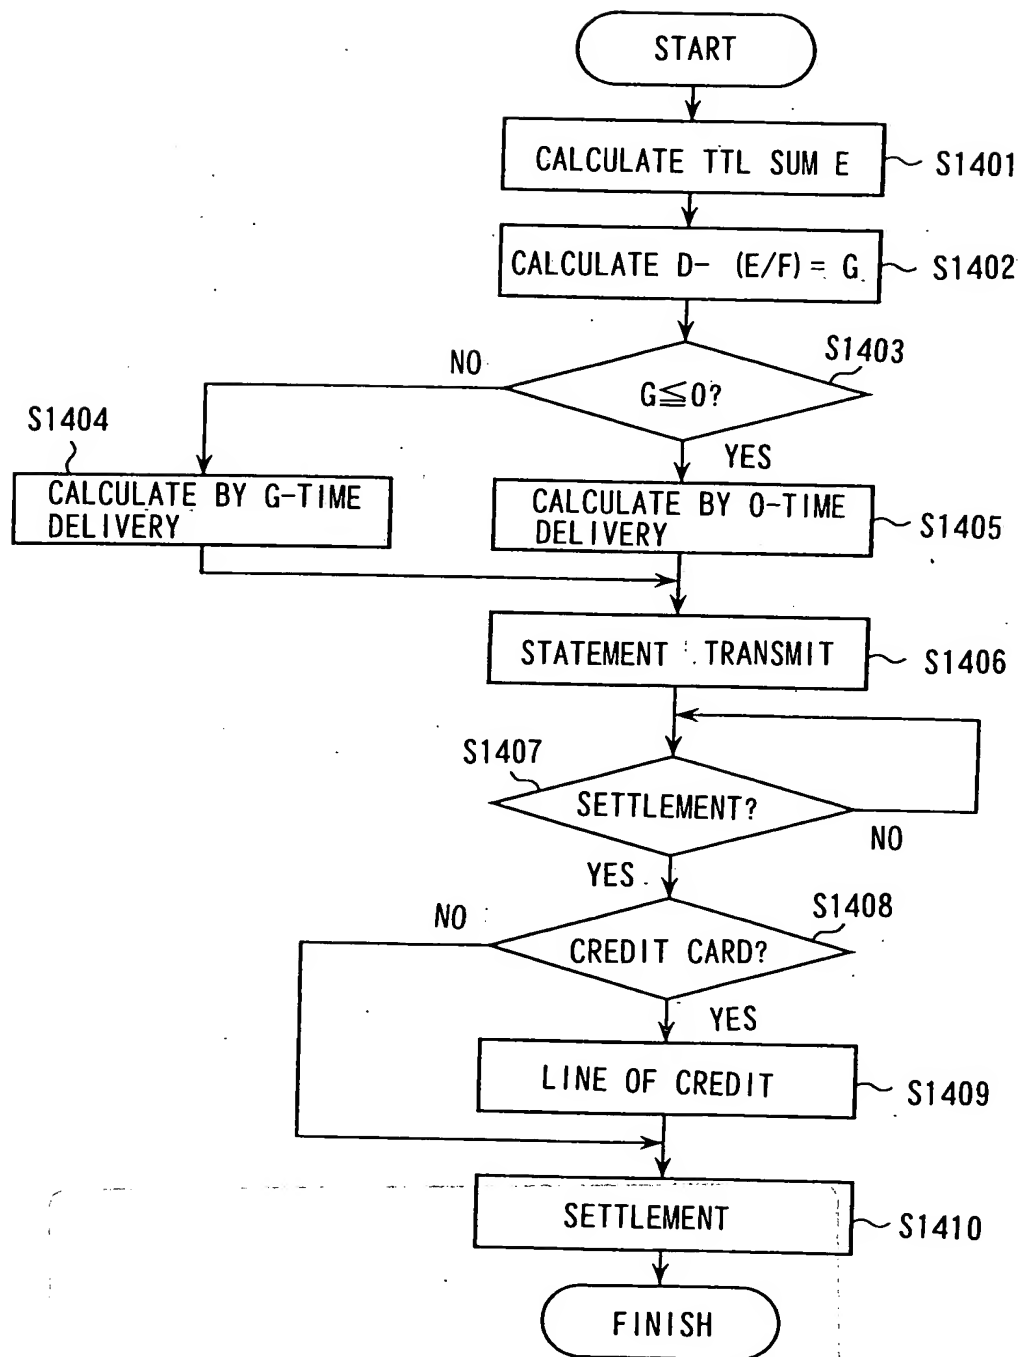 START
CALCULATE TTL SUM E
S1401
CALCULATE D- (E/F) = G
S1402
S1403
NO
G≦0?
S1404
YES
CALCULATE BY G-TIME
DELIVERY
CALCULATE BY 0-TIME
DELIVERY
S1405
STATEMENT TRANSMIT
S1406
S1407
SETTLEMENT?
NO
YES
S1408
NO
CREDIT CARD?
YES
LINE OF CREDIT
S1409
SETTLEMENT
S1410
FINISH